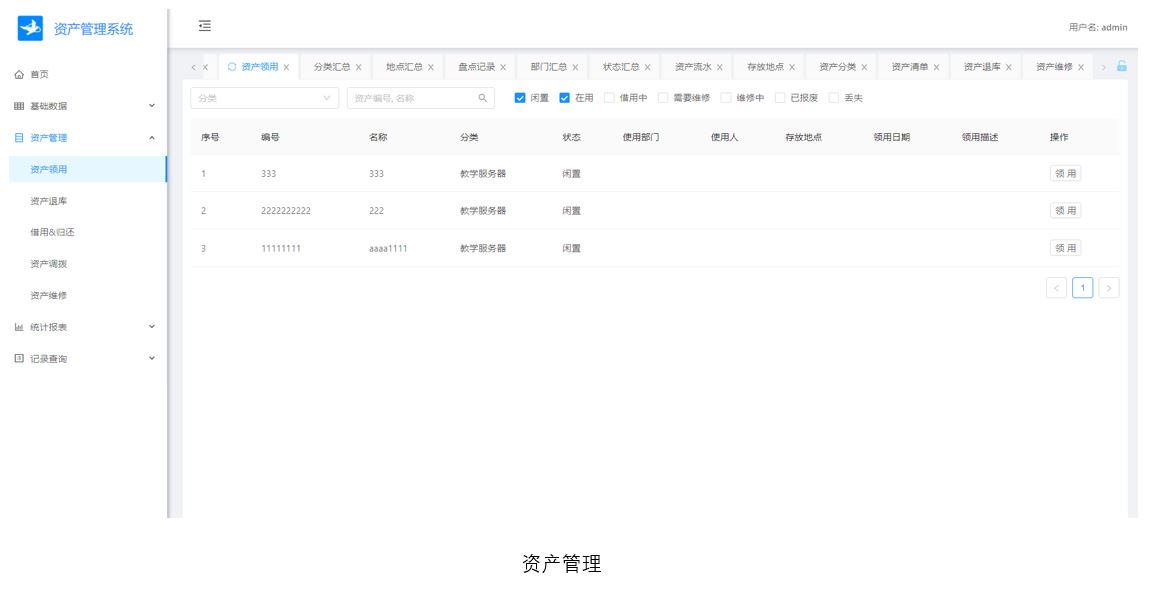 资产管理系统
用户名: admin
首页
基础数据
资产管理
资产领用
资产退库
借用&归还
资产调拨
资产维修
统计报表
记录查询
资产领用 分类汇总 地点汇总 盘点记录 部门汇总 状态汇总 资产流水 存放地点 资产分类 资产清单 资产退库 资产维修
分类 资产编号, 名称 闲置 在用 借用中 需要维修 维修中 已报废 丢失
序号 编号 名称 分类 状态 使用部门 使用人 存放地点 领用日期 领用描述 操作
1 333 333 教学服务器 闲置 领 用
2 2222222222 222 教学服务器 闲置 领 用
3 11111111 aaaa1111 教学服务器 闲置 领 用
1
资产管理